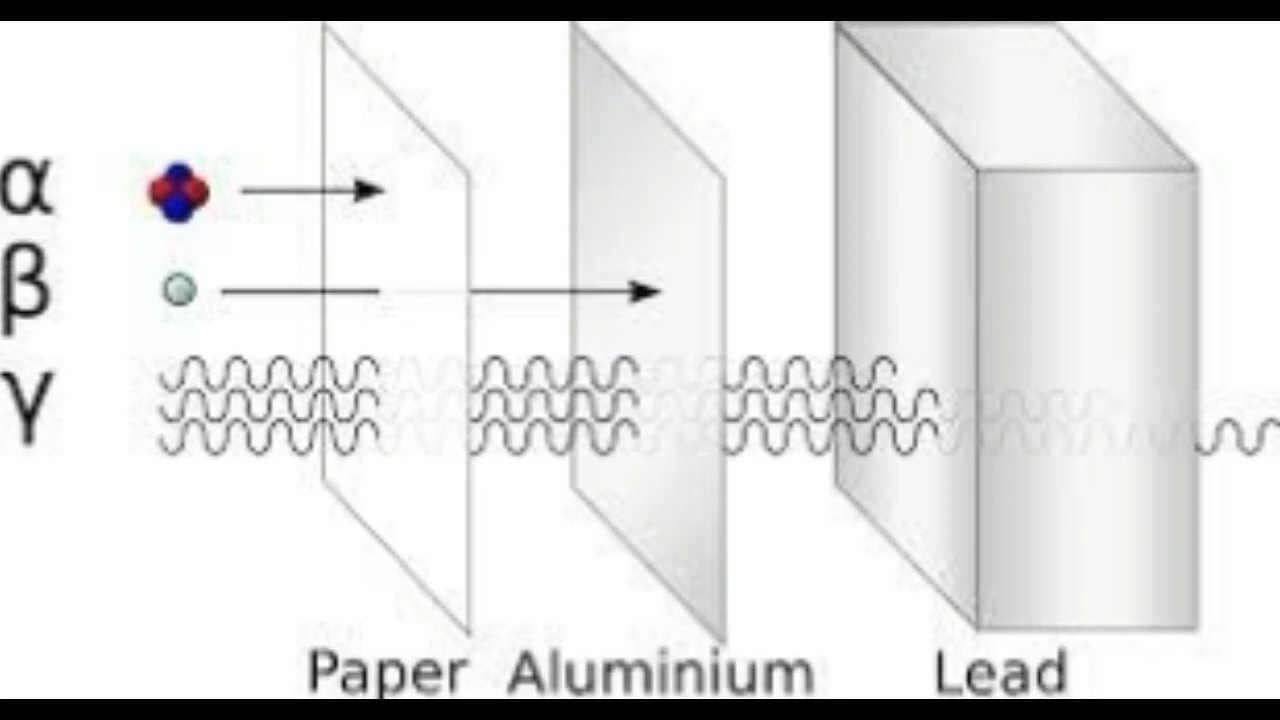 α
β
γ
Paper Aluminium Lead